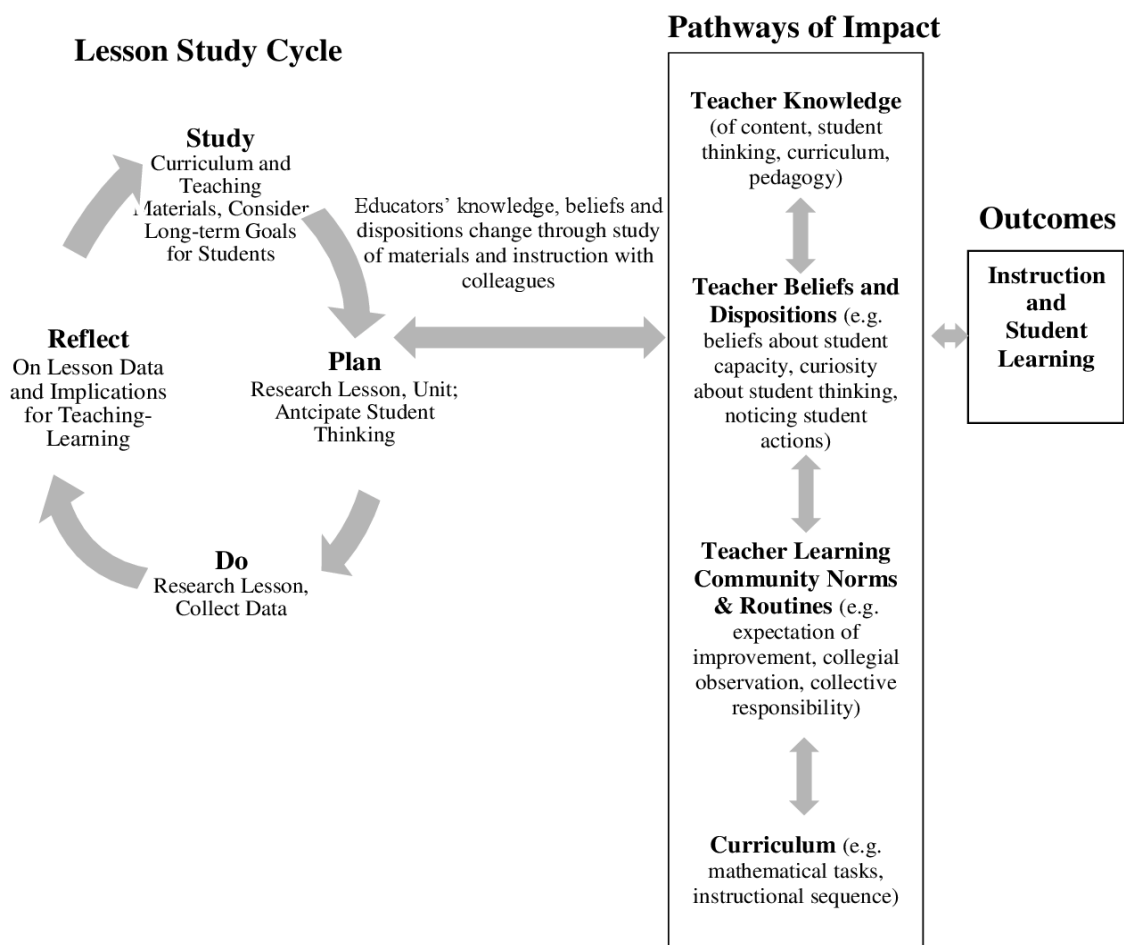 Lesson Study Cycle
Study
Curriculum and
Teaching
Materials, Consider
Long-term Goals
for Students
Plan
Research Lesson, Unit;
Antcipate Student
Thinking
Do
Research Lesson,
Collect Data
Reflect
On Lesson Data
and Implications
for Teaching-
Learning
Educators’ knowledge, beliefs and
dispositions change through study
of materials and instruction with
colleagues
Pathways of Impact
Teacher Knowledge
(of content, student
thinking, curriculum,
pedagogy)
Teacher Beliefs and
Dispositions (e.g.
beliefs about student
capacity, curiosity
about student thinking,
noticing student
actions)
Teacher Learning
Community Norms
& Routines (e.g.
expectation of
improvement, collegial
observation, collective
responsibility)
Curriculum (e.g.
mathematical tasks,
instructional sequence)
Outcomes
Instruction
and
Student
Learning